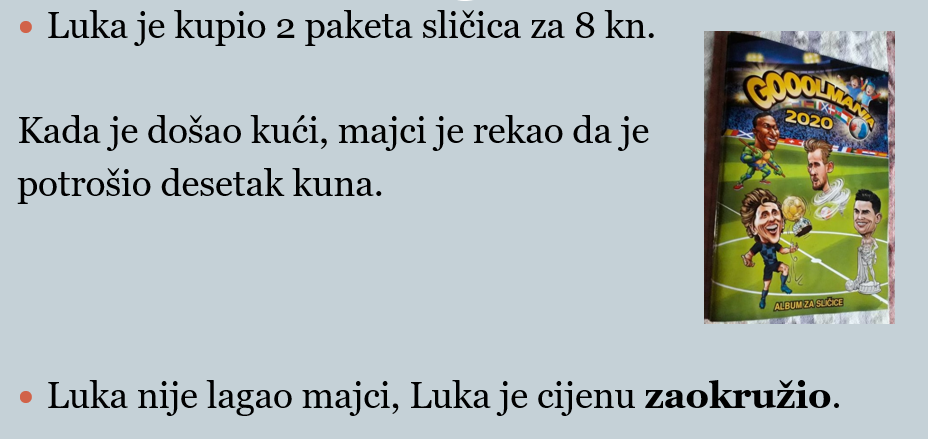 Luka je kupio 2 paketa sličica za 8 kn.
Kada je došao kući, majci je rekao da je
potrošio desetak kuna.
GOOOLMANIA
2020
ALBUM ZA SLIČICE
Luka nije lagao majci, Luka je cijenu zaokružio.